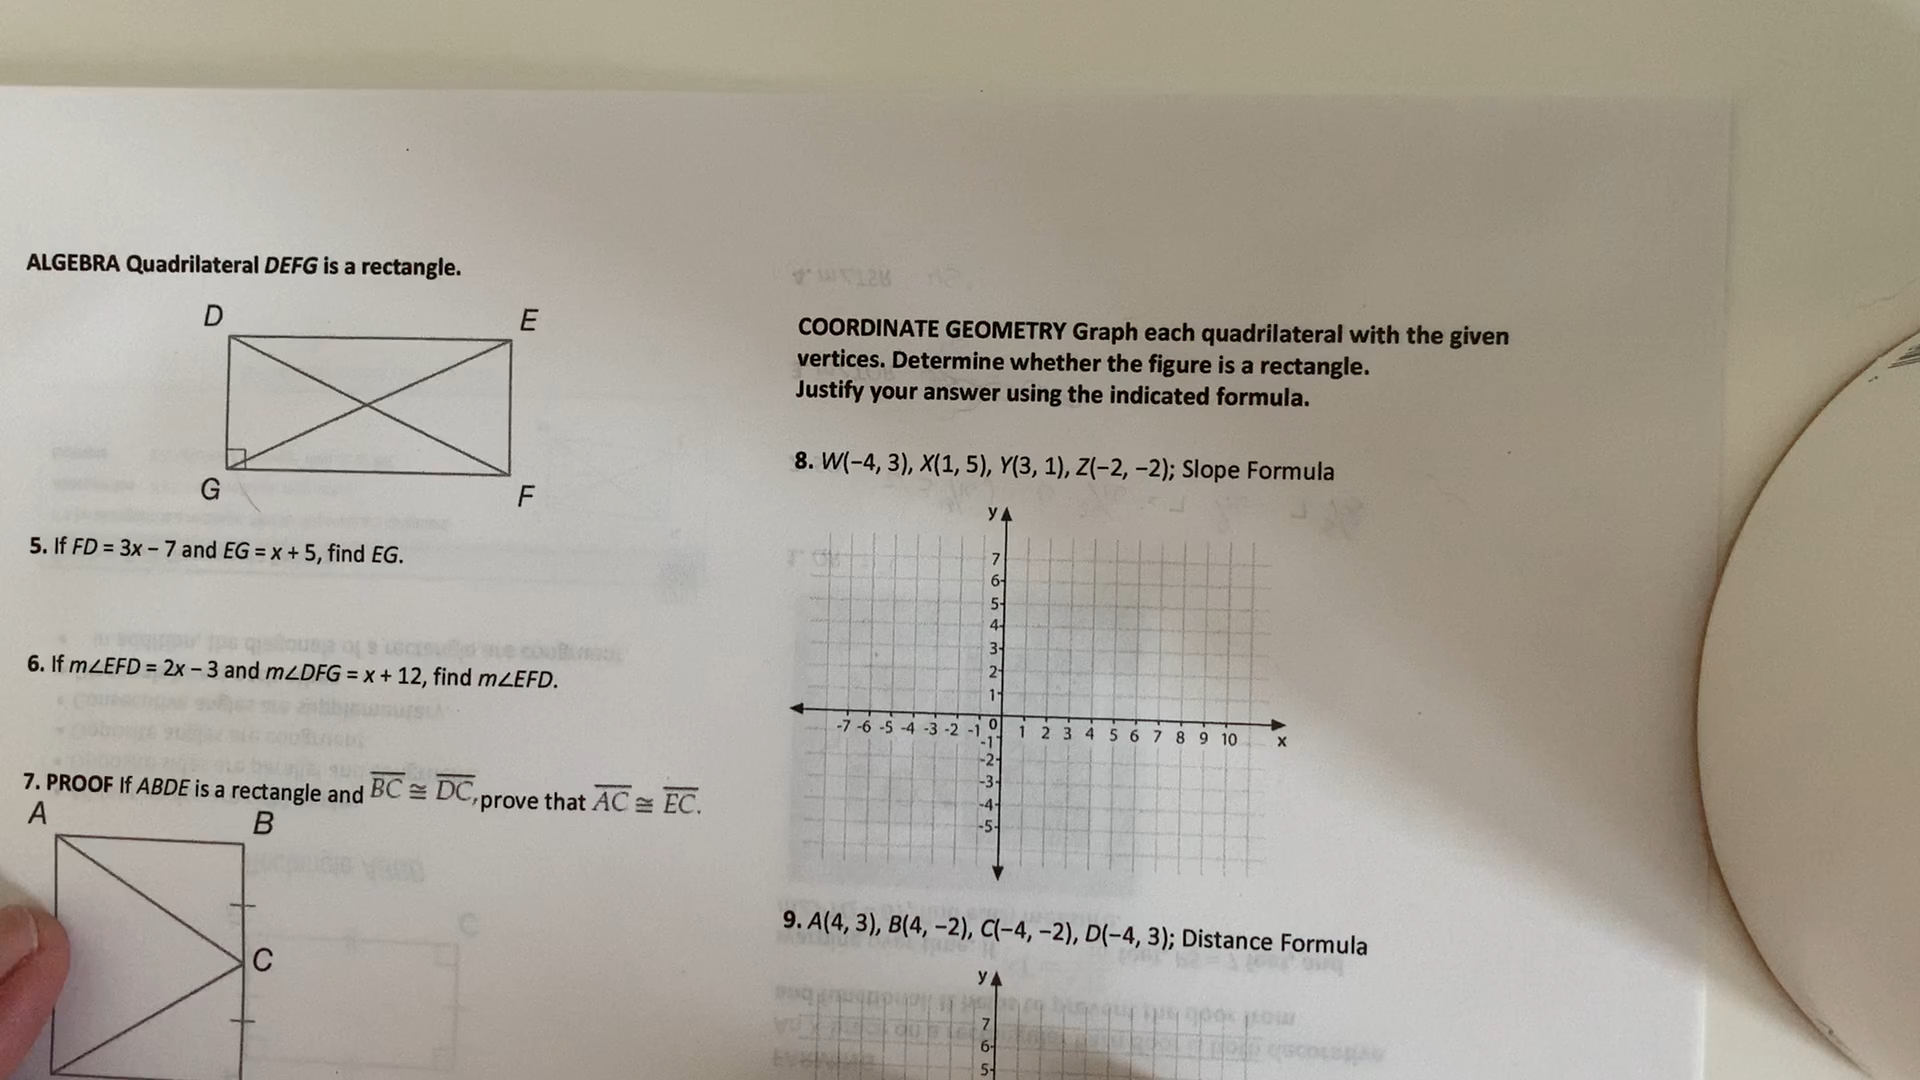 ALGEBRA Quadrilateral DEFG is a rectangle.
D
E
G
F
5. If FD = 3x – 7 and EG = x + 5, find EG.
6. If m∠EFD = 2x – 3 and m∠DFG = x + 12, find m∠EFD.
7. PROOF If ABDE is a rectangle and BC ≅ DC, prove that AC ≅ EC.
A
B
C
COORDINATE GEOMETRY Graph each quadrilateral with the given
vertices. Determine whether the figure is a rectangle.
Justify your answer using the indicated formula.
8. W(−4, 3), X(1, 5), Y(3, 1), Z(−2, −2); Slope Formula
y
7
6
5
4
3
2
1
-7 -6 -5 -4 -3 -2 -1 0 1 2 3 4 5 6 7 8 9 10 x
-1
-2
-3
-4
-5
9. A(4, 3), B(4, −2), C(−4, −2), D(−4, 3); Distance Formula
y
7
6
5